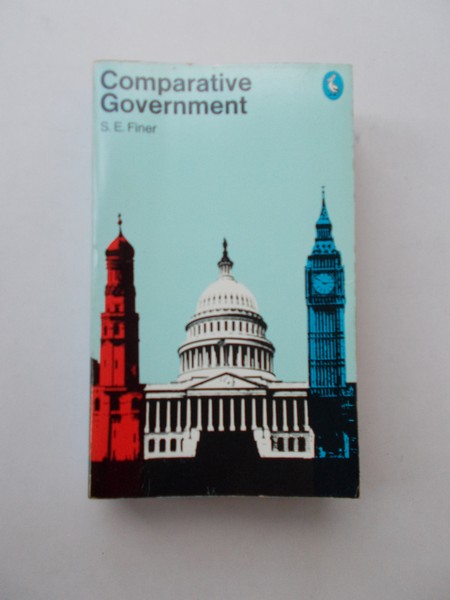 Comparative
Government
S. E. Finer